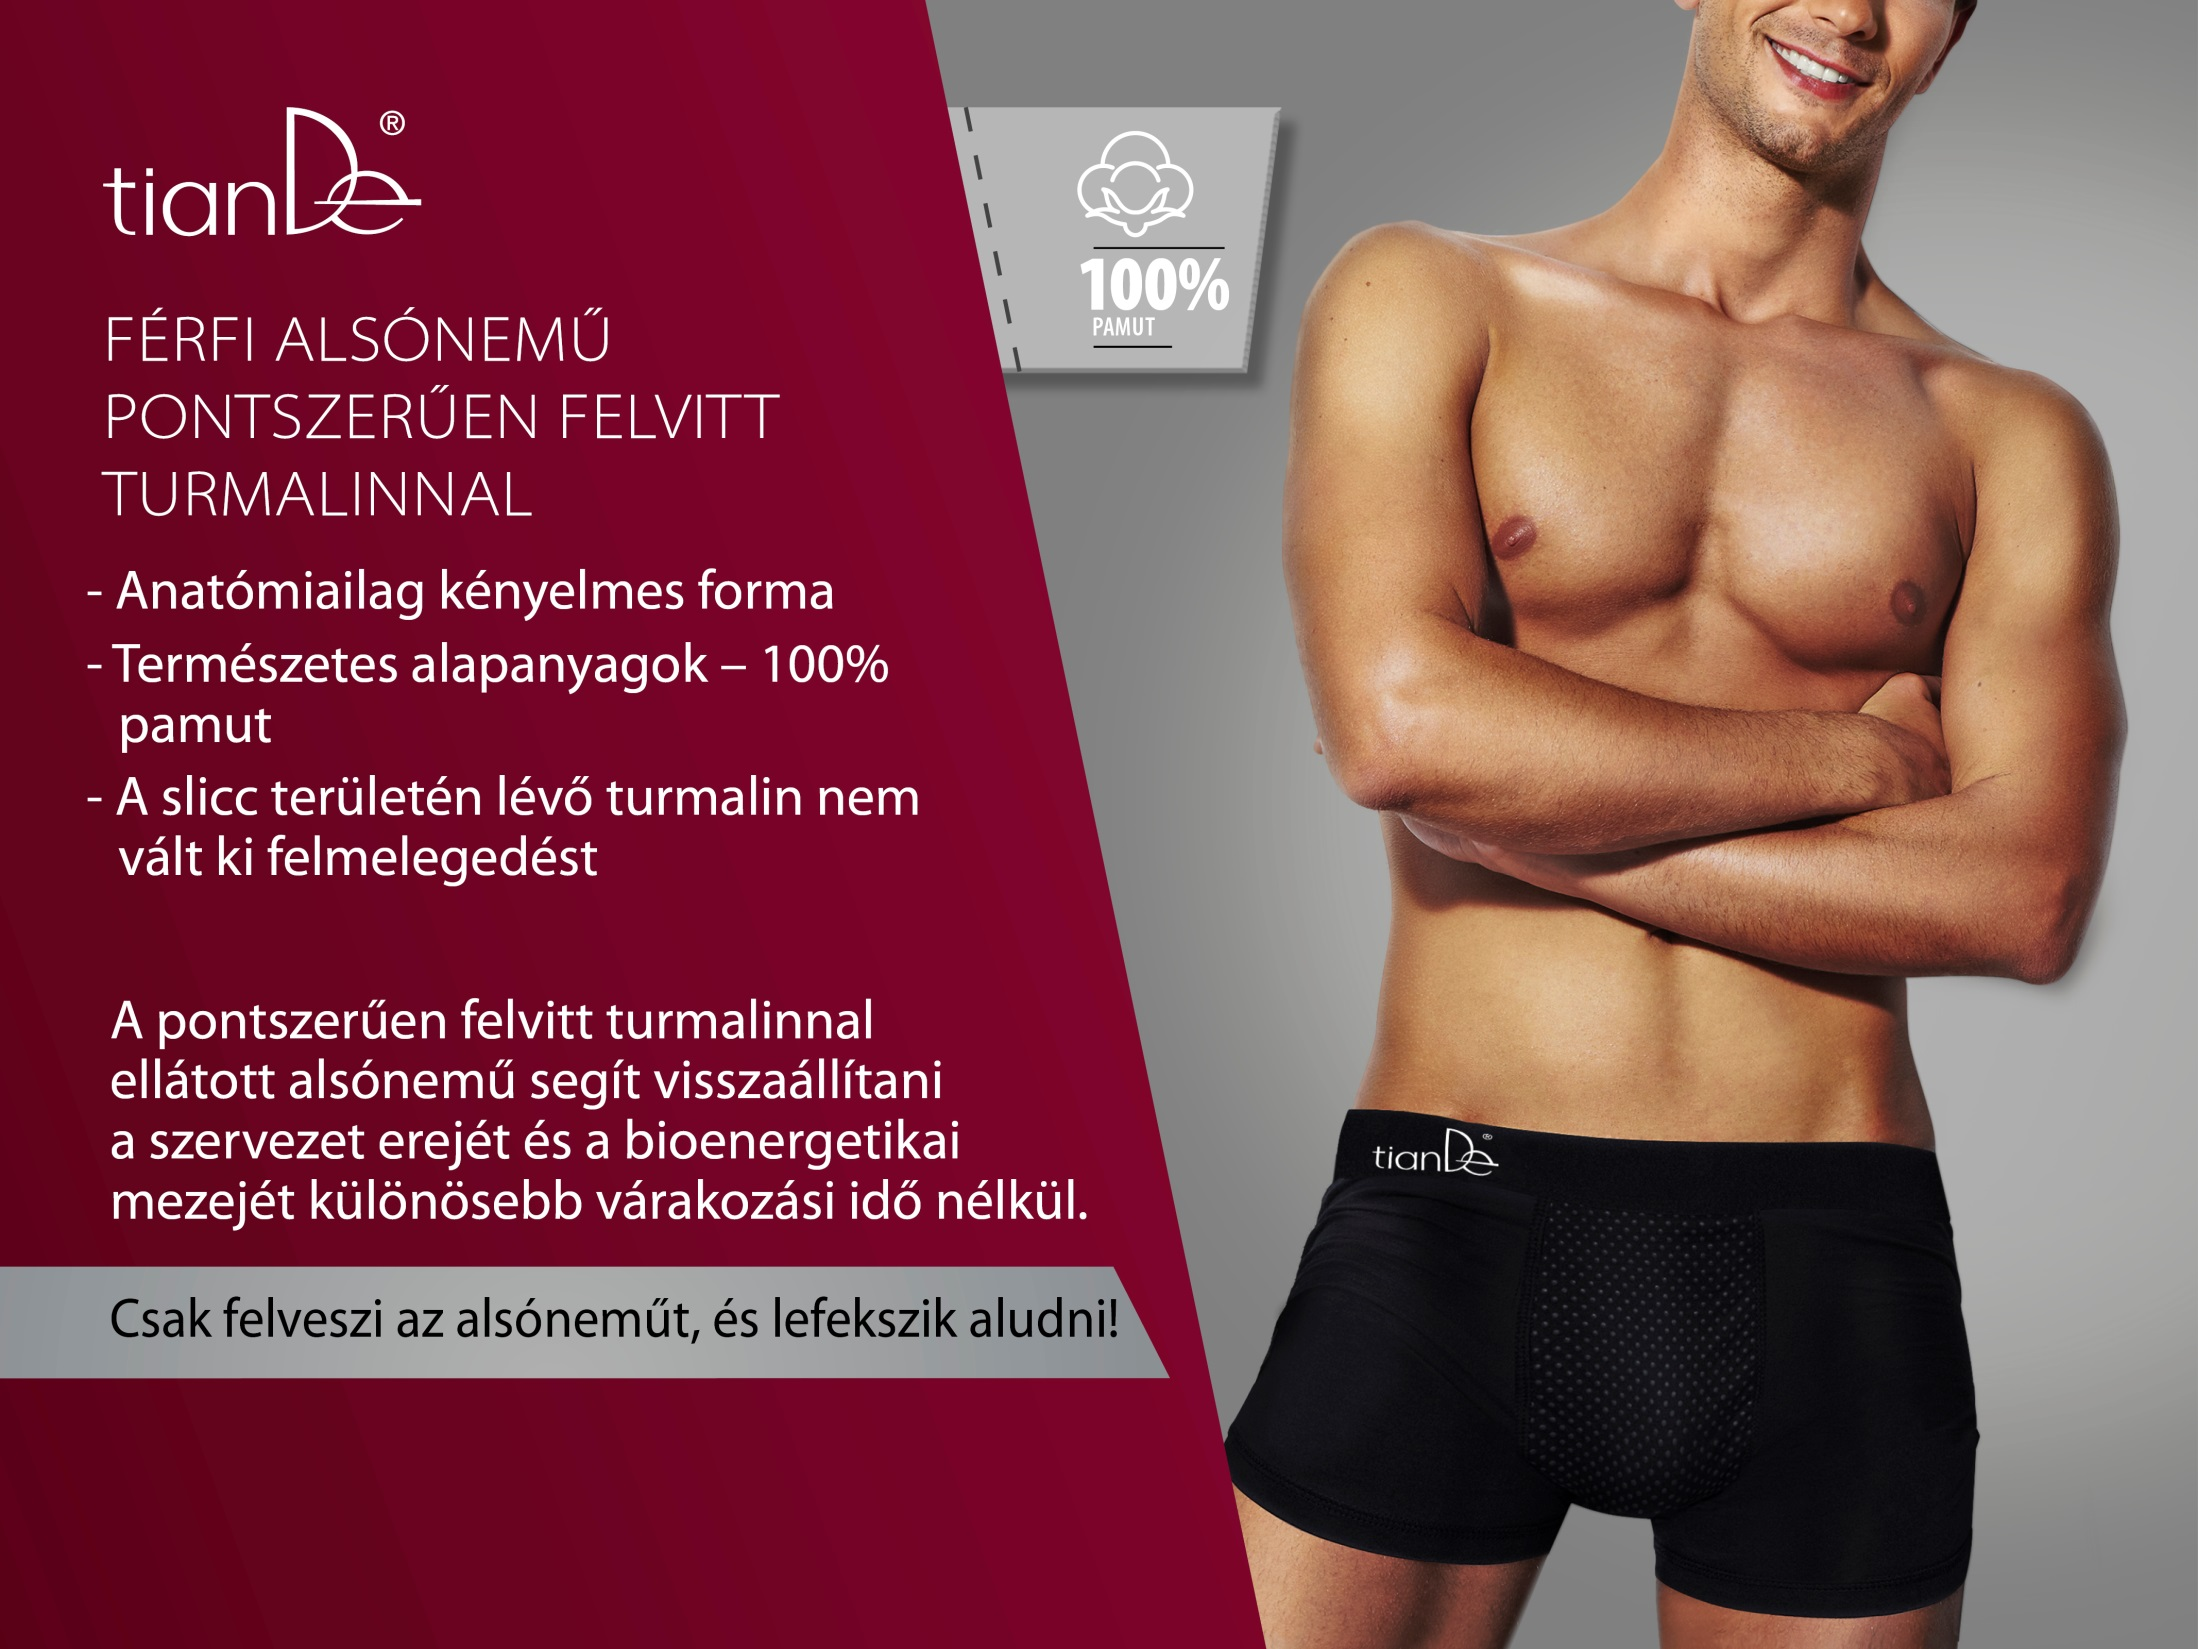 tianDe®
FÉRFI ALSÓNEMŰ
PONTSZERŰEN FELVITT
TURMALINNAL
- Anatómiailag kényelmes forma
- Természetes alapanyagok – 100%
pamut
- A slicc területén lévő turmalin nem
vált ki felmelegedést
A pontszerűen felvitt turmalinnal
ellátott alsónemű segít visszaállítani
a szervezet erejét és a bioenergetikai
mezejét különösebb várakozási idő nélkül.
Csak felveszi az alsóneműt, és lefekszik aludni!
100%
PAMUT
tianDe®